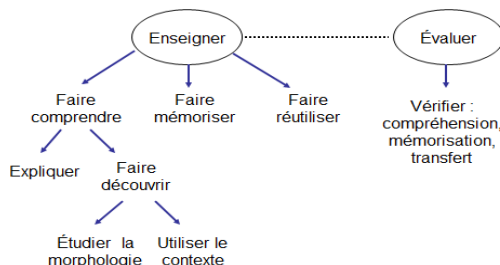 Enseigner
Évaluer
Faire
comprendre
Faire
mémoriser
Faire
réutiliser
Vérifier :
compréhension,
mémorisation,
transfert
Expliquer
Faire
découvrir
Étudier la
morphologie
Utiliser le
contexte